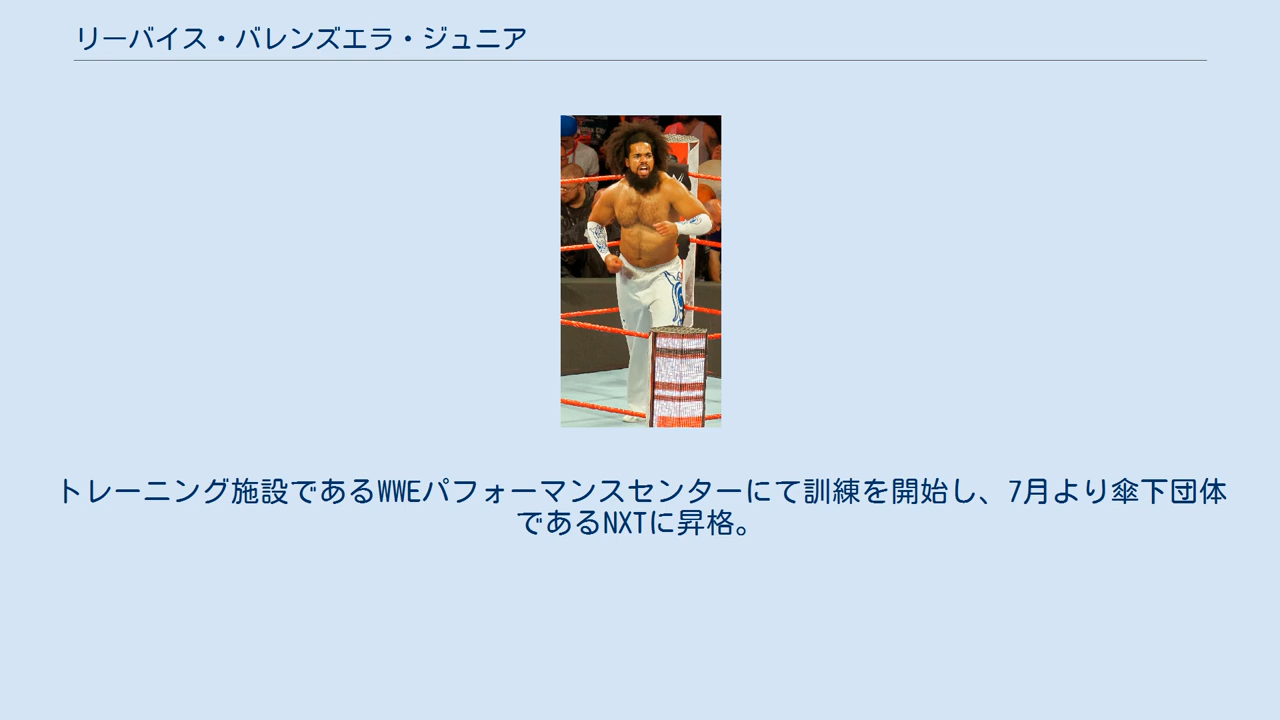 リーバイス・バレンズエラ・ジュニア
トレーニング施設であるWWEパフォーマンスセンターにて訓練を開始し、7月より傘下団体
であるNXTに昇格。